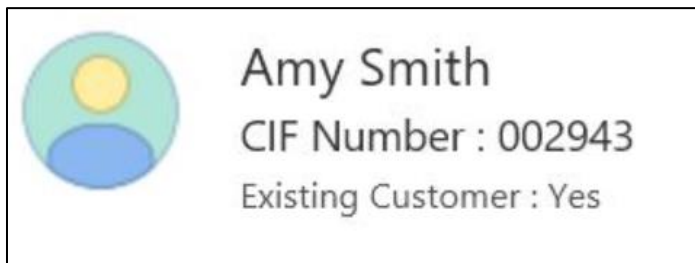 Amy Smith
CIF Number : 002943
Existing Customer : Yes